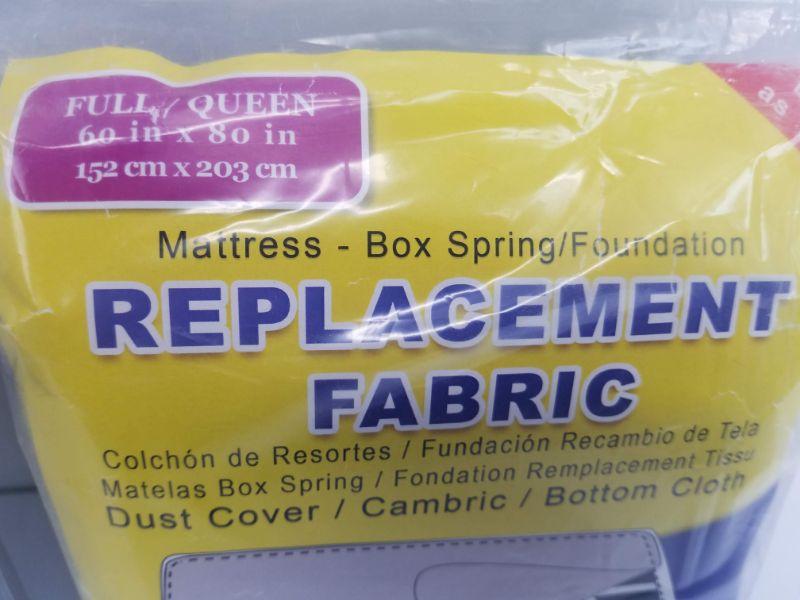 FULL / QUEEN
60 in x 80 in
152 cm x 203 cm
as
Mattress - Box Spring/Foundation
REPLACEMENT
FABRIC
Colchón de Resortes / Fundación Recambio de Tela
Matelas Box Spring / Fondation Remplacement Tissu
Dust Cover / Cambric / Bottom Cloth